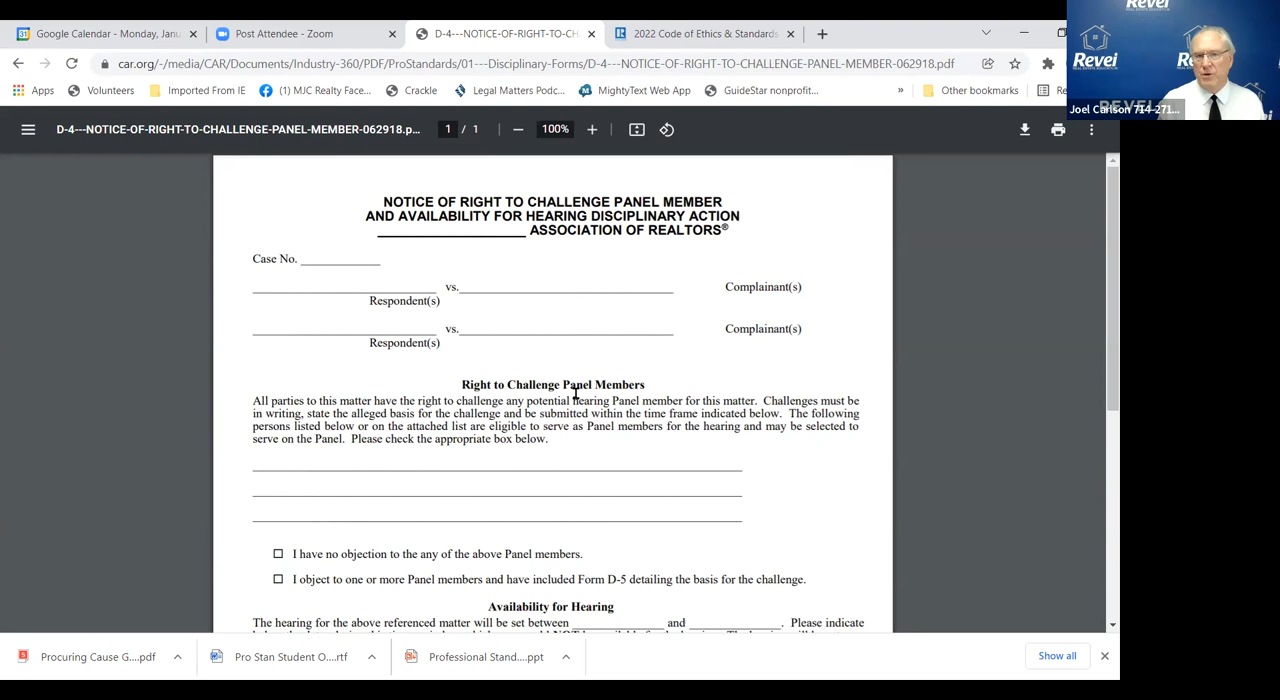 Google Calendar - Monday, Janu
Post Attendee - Zoom
D-4---NOTICE-OF-RIGHT-TO-CH
2022 Code of Ethics & Standards
car.org/-/media/CAR/Documents/Industry-360/PDF/ProStandards/01---Disciplinary-Forms/D-4---NOTICE-OF-RIGHT-TO-CHALLENGE-PANEL-MEMBER-062918.pdf
Apps
Volunteers
Imported From IE
(1) MJC Realty Face...
Crackle
Legal Matters Podc...
MightyText Web App
GuideStar nonprofit...
»
Other bookmarks
Re
Revei
Revei
Joel Carlson 714-271...
D-4---NOTICE-OF-RIGHT-TO-CHALLENGE-PANEL-MEMBER-062918.p...
1 / 1
100%
NOTICE OF RIGHT TO CHALLENGE PANEL MEMBER
AND AVAILABILITY FOR HEARING DISCIPLINARY ACTION
___________________ ASSOCIATION OF REALTORS®
Case No. ____________
____________________________ vs.________________________________ Complainant(s)
Respondent(s)
____________________________ vs.________________________________ Complainant(s)
Respondent(s)
Right to Challenge Panel Members
All parties to this matter have the right to challenge any potential hearing Panel member for this matter. Challenges must be
in writing, state the alleged basis for the challenge and be submitted within the time frame indicated below. The following
persons listed below or on the attached list are eligible to serve as Panel members for the hearing and may be selected to
serve on the Panel. Please check the appropriate box below.
☐ I have no objection to the any of the above Panel members.
☐ I object to one or more Panel members and have included Form D-5 detailing the basis for the challenge.
Availability for Hearing
The hearing for the above referenced matter will be set between ______________ and ______________. Please indicate
Procuring Cause G....pdf
Pro Stan Student O....rtf
Professional Stand....ppt
Show all